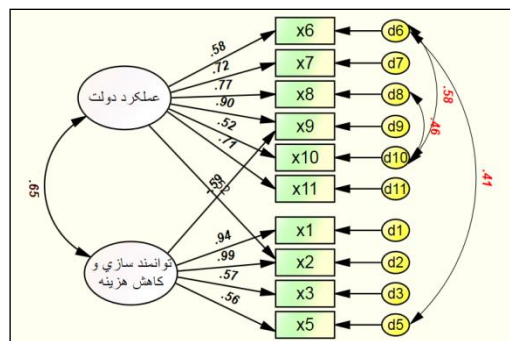 x6
d6
.58
x7
d7
.72
x8
d8
.77
عملکرد دولت
x9
d9
.90
.58
.46
x10
d10
.52
x11
d11
.71
.41
.65
.59
x1
d1
.94
توانمند سازي و
کاهش هزینه
x2
d2
.99
x3
d3
.57
x5
d5
.56